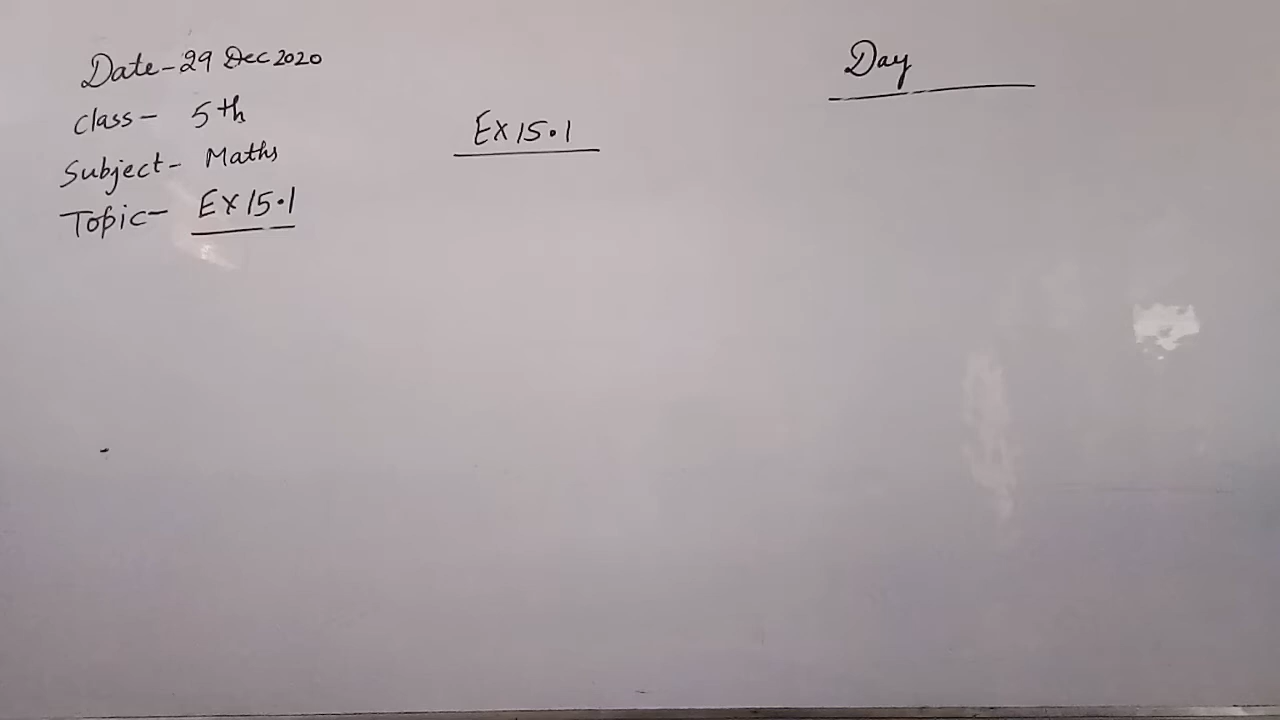 Date-29 Dec 2020
Day
Class- 5th
Ex 15.1
Subject- Maths
Topic- Ex 15.1